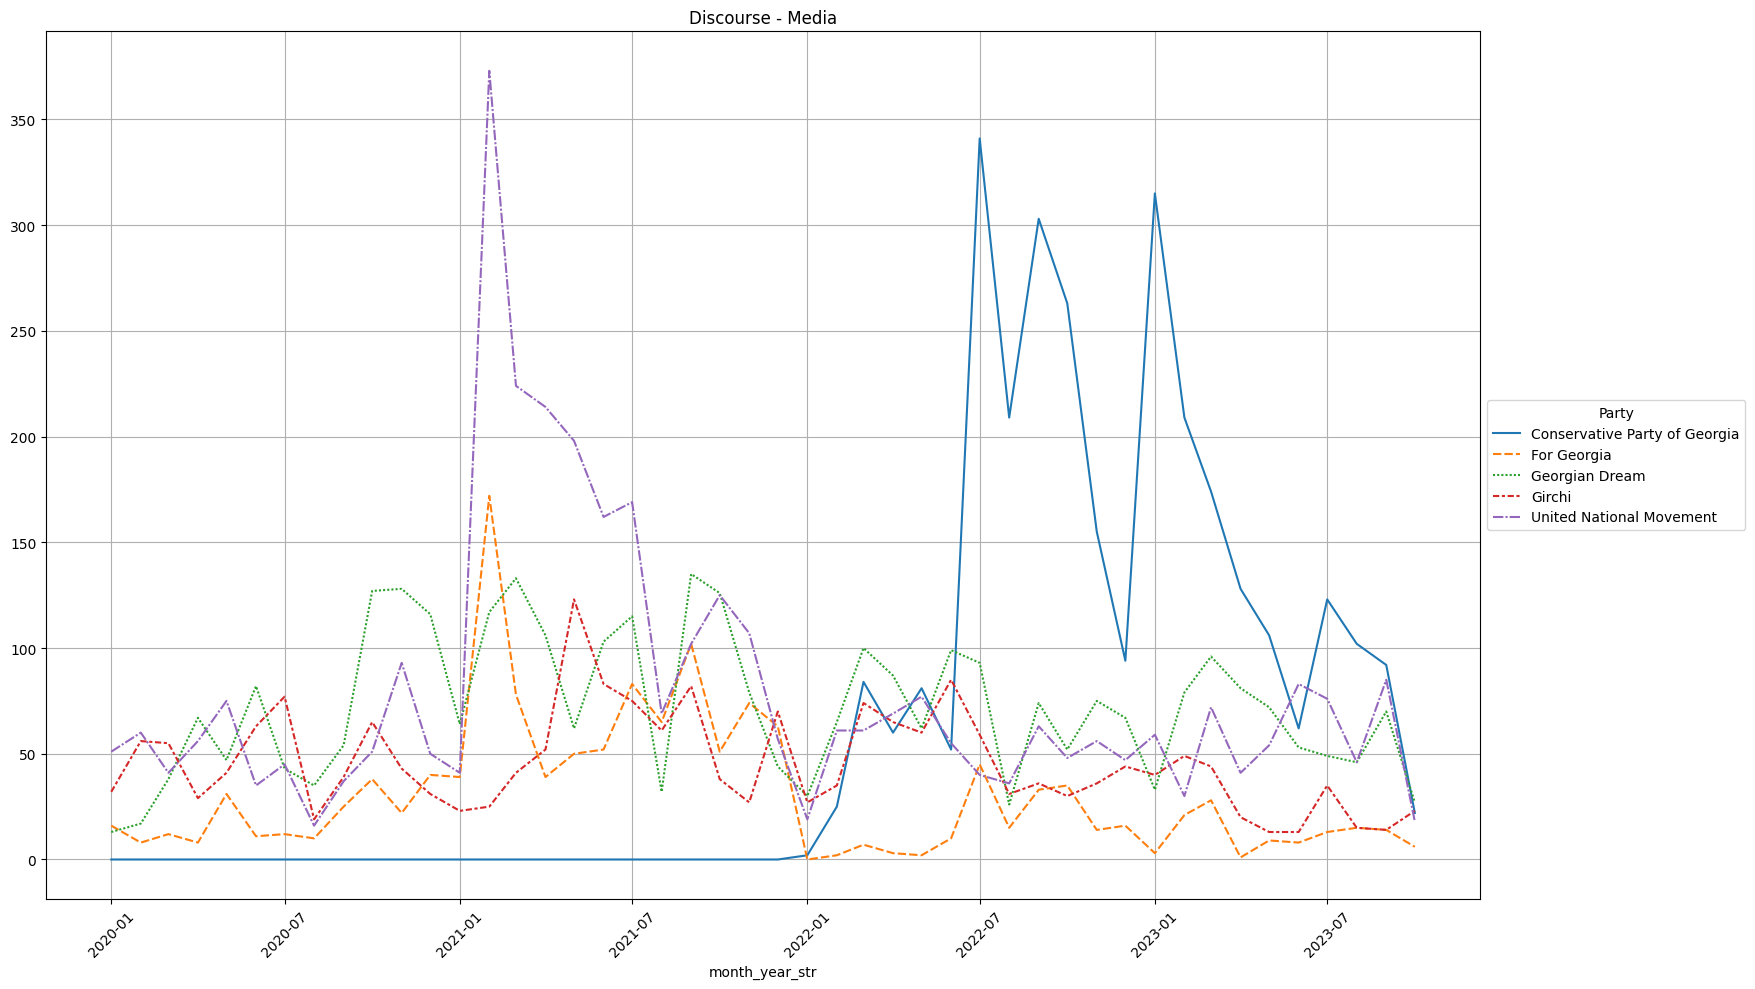 Discourse - Media
350
300
250
200
150
100
50
0
2020-01
2020-07
2021-01
2021-07
2022-01
2022-07
2023-01
2023-07
month_year_str
Party
Conservative Party of Georgia
For Georgia
Georgian Dream
Girchi
United National Movement